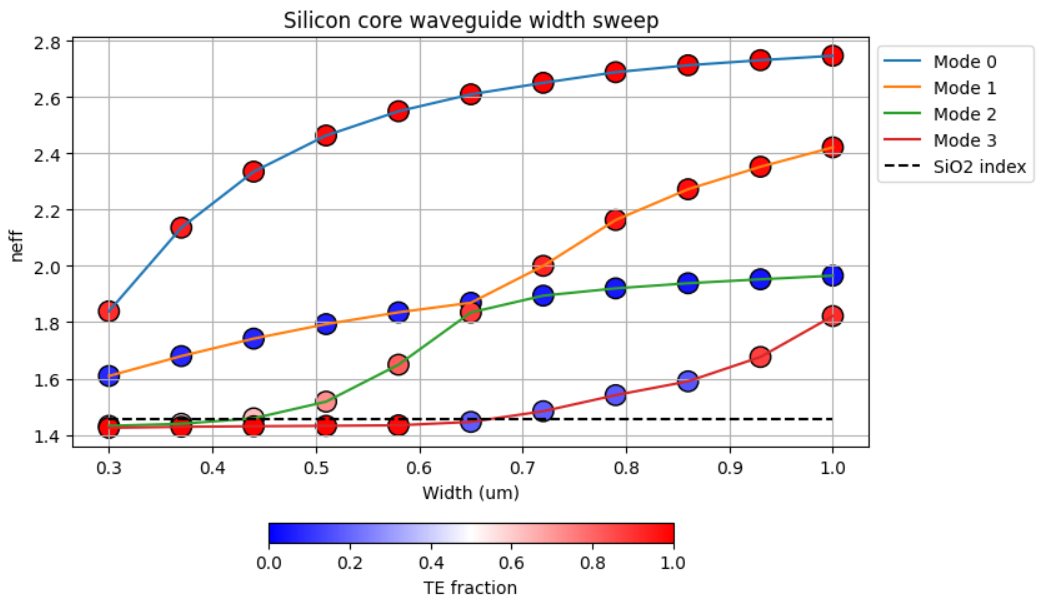 Silicon core waveguide width sweep
2.8
2.6
2.4
2.2
2.0
1.8
1.6
1.4
neff
0.3 0.4 0.5 0.6 0.7 0.8 0.9 1.0
Width (um)
Mode 0
Mode 1
Mode 2
Mode 3
SiO2 index
0.0 0.2 0.4 0.6 0.8 1.0
TE fraction